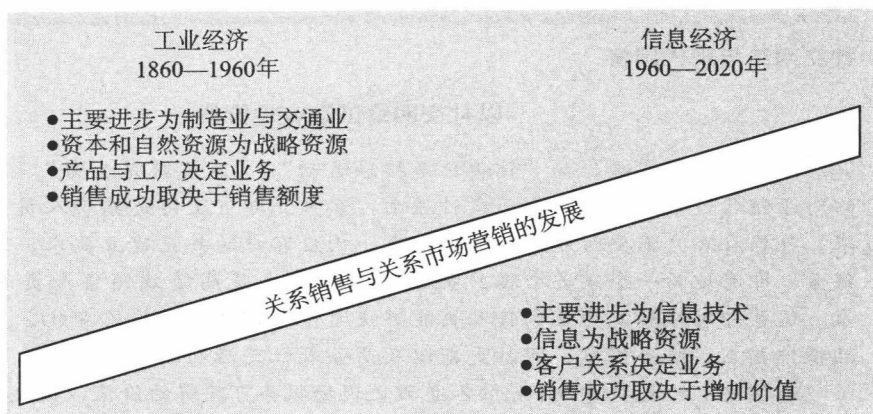 工业经济
1860—1960年
●主要进步为制造业与交通业
●资本和自然资源为战略资源
●产品与工厂决定业务
●销售成功取决于销售额度
信息经济
1960—2020年
关系销售与关系市场营销的发展
●主要进步为信息技术
●信息为战略资源
●客户关系决定业务
●销售成功取决于增加价值